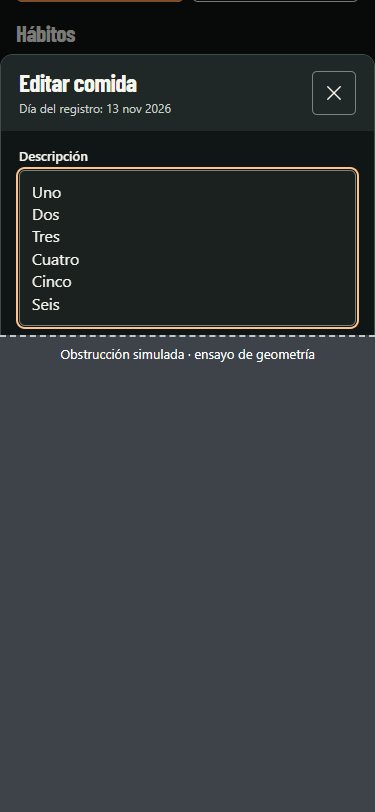 Hábitos
Editar comida
Día del registro: 13 nov 2026
Descripción
Uno
Dos
Tres
Cuatro
Cinco
Seis
Obstrucción simulada · ensayo de geometría